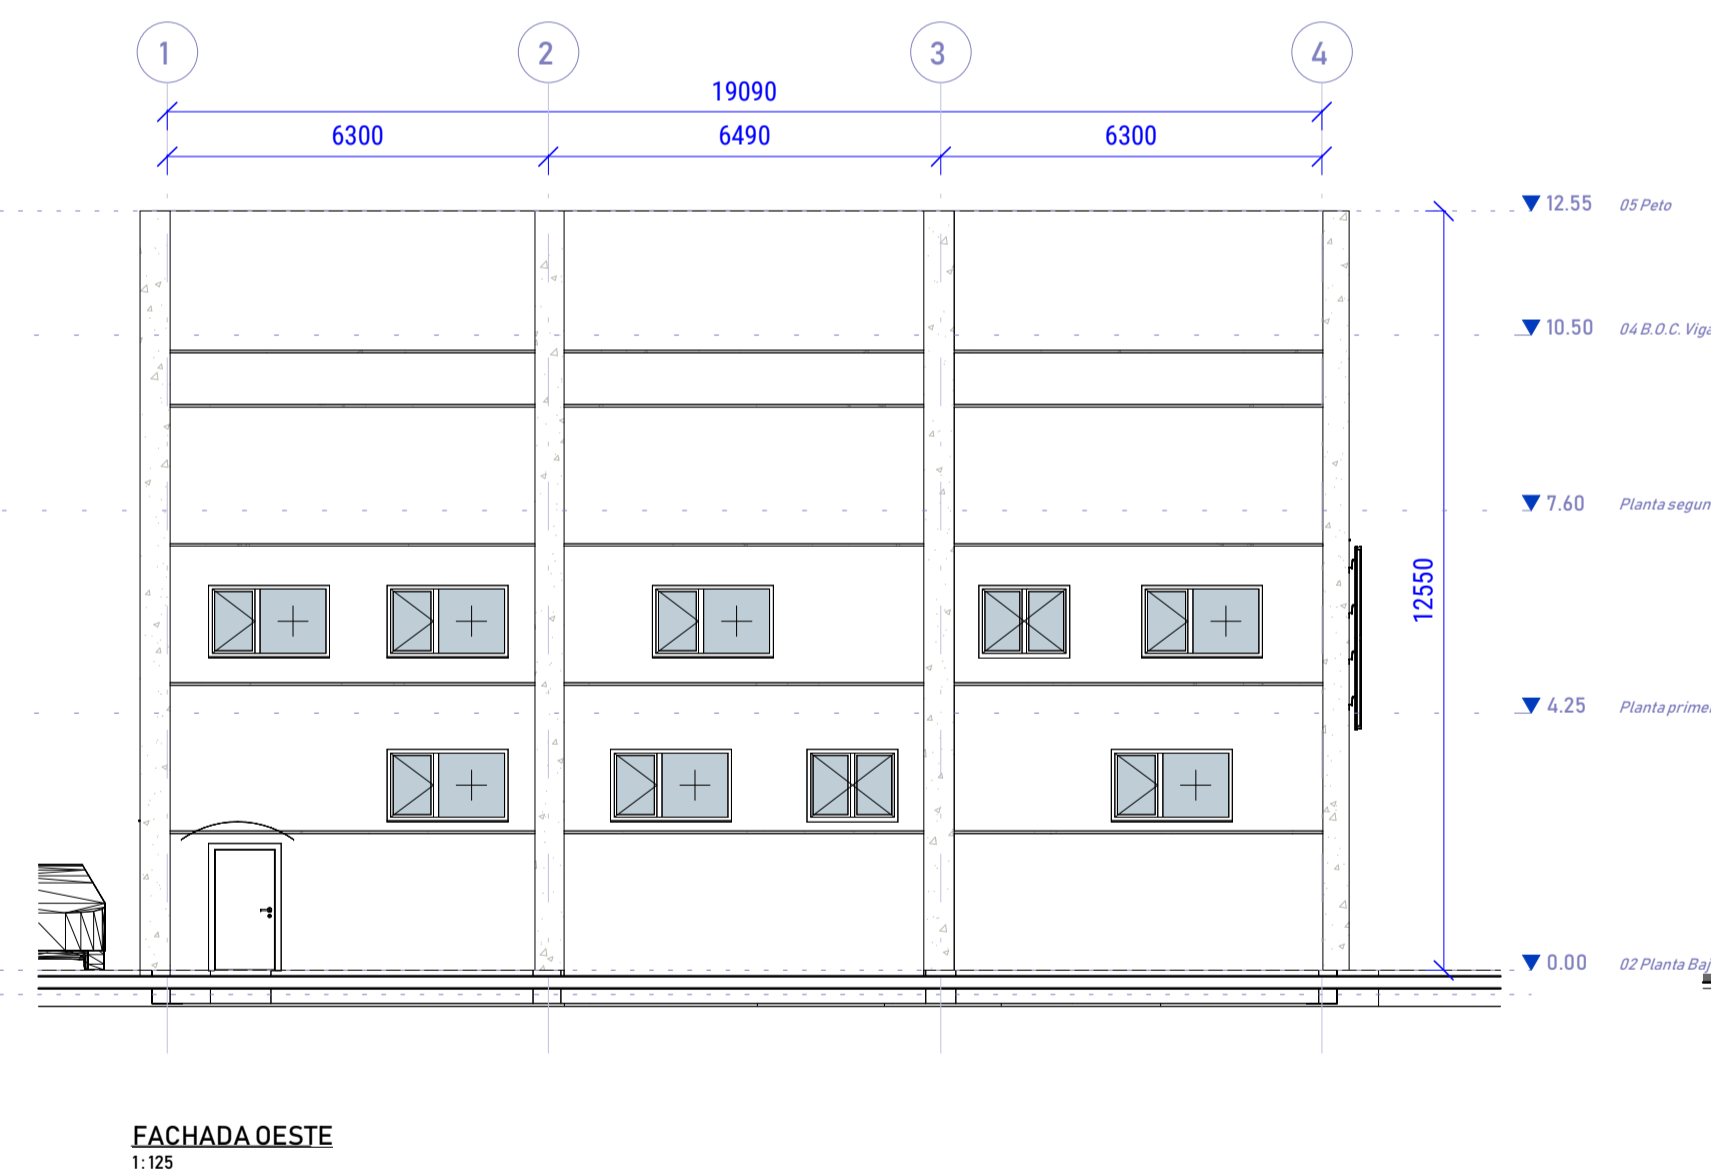 1 2 3 4
19090
6300 6490 6300
12.55 05 Peto
10.50 04 B.O.C. Viga
7.60 Planta segun
12550
4.25 Planta prime
0.00 02 Planta Baj
FACHADA OESTE
1:125